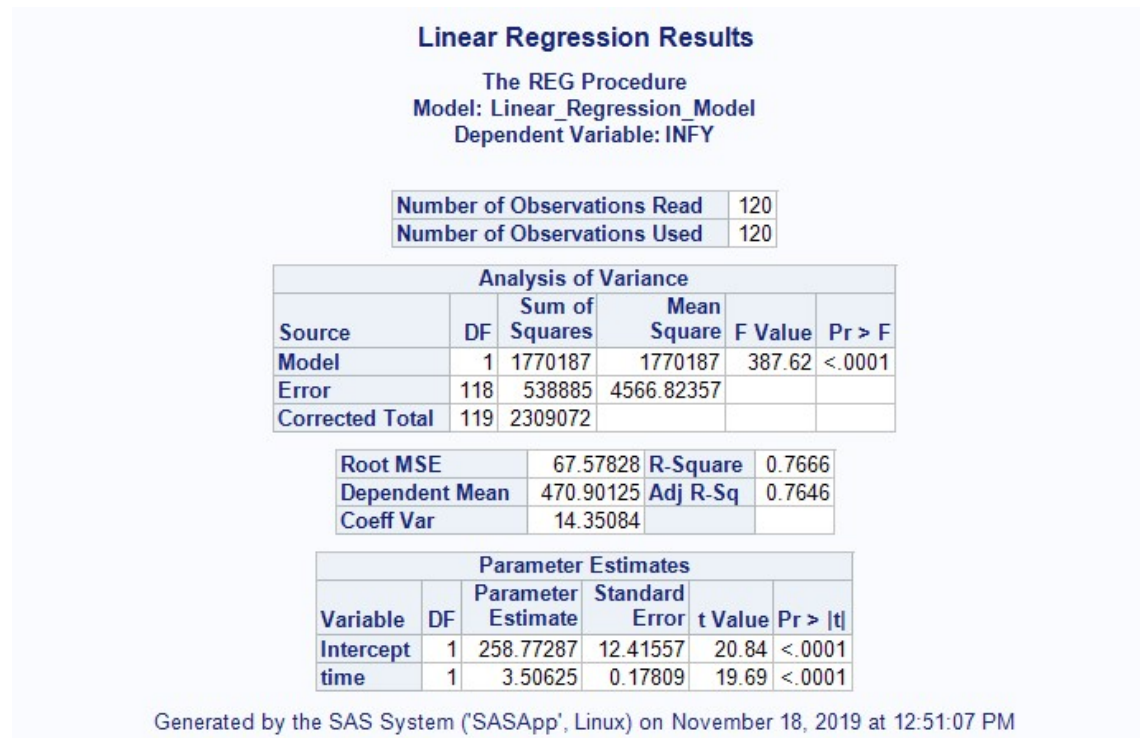 Linear Regression Results
The REG Procedure
Model: Linear_Regression_Model
Dependent Variable: INFY
Number of Observations Read 120
Number of Observations Used 120
Analysis of Variance
Source DF Sum of Squares Mean Square F Value Pr > F
Model 1 1770187 1770187 387.62 <.0001
Error 118 538885 4566.82357
Corrected Total 119 2309072
Root MSE 67.57828 R-Square 0.7666
Dependent Mean 470.90125 Adj R-Sq 0.7646
Coeff Var 14.35084
Parameter Estimates
Variable DF Parameter Estimate Standard Error t Value Pr > |t|
Intercept 1 258.77287 12.41557 20.84 <.0001
time 1 3.50625 0.17809 19.69 <.0001
Generated by the SAS System ('SASApp', Linux) on November 18, 2019 at 12:51:07 PM